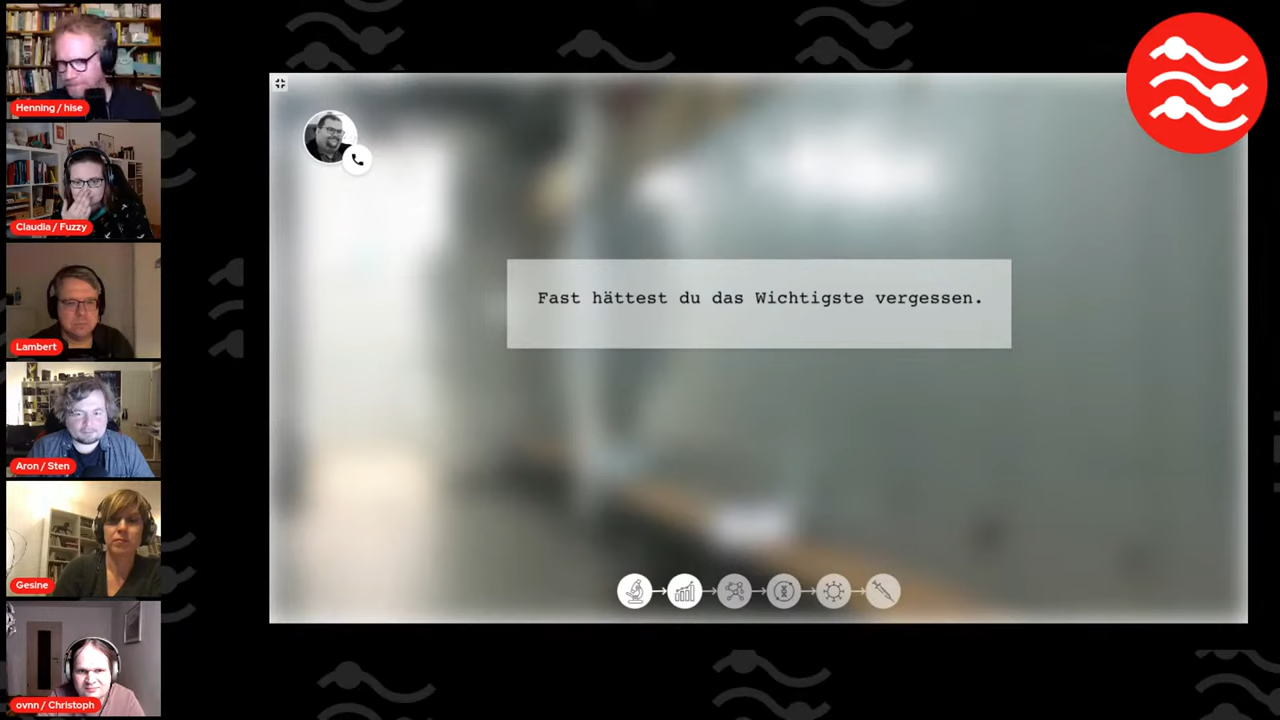 Henning / hise
Claudia / Fuzzy
Lambert
Aron / Sten
Gesine
ovnn / Christoph
Fast hättest du das Wichtigste vergessen.